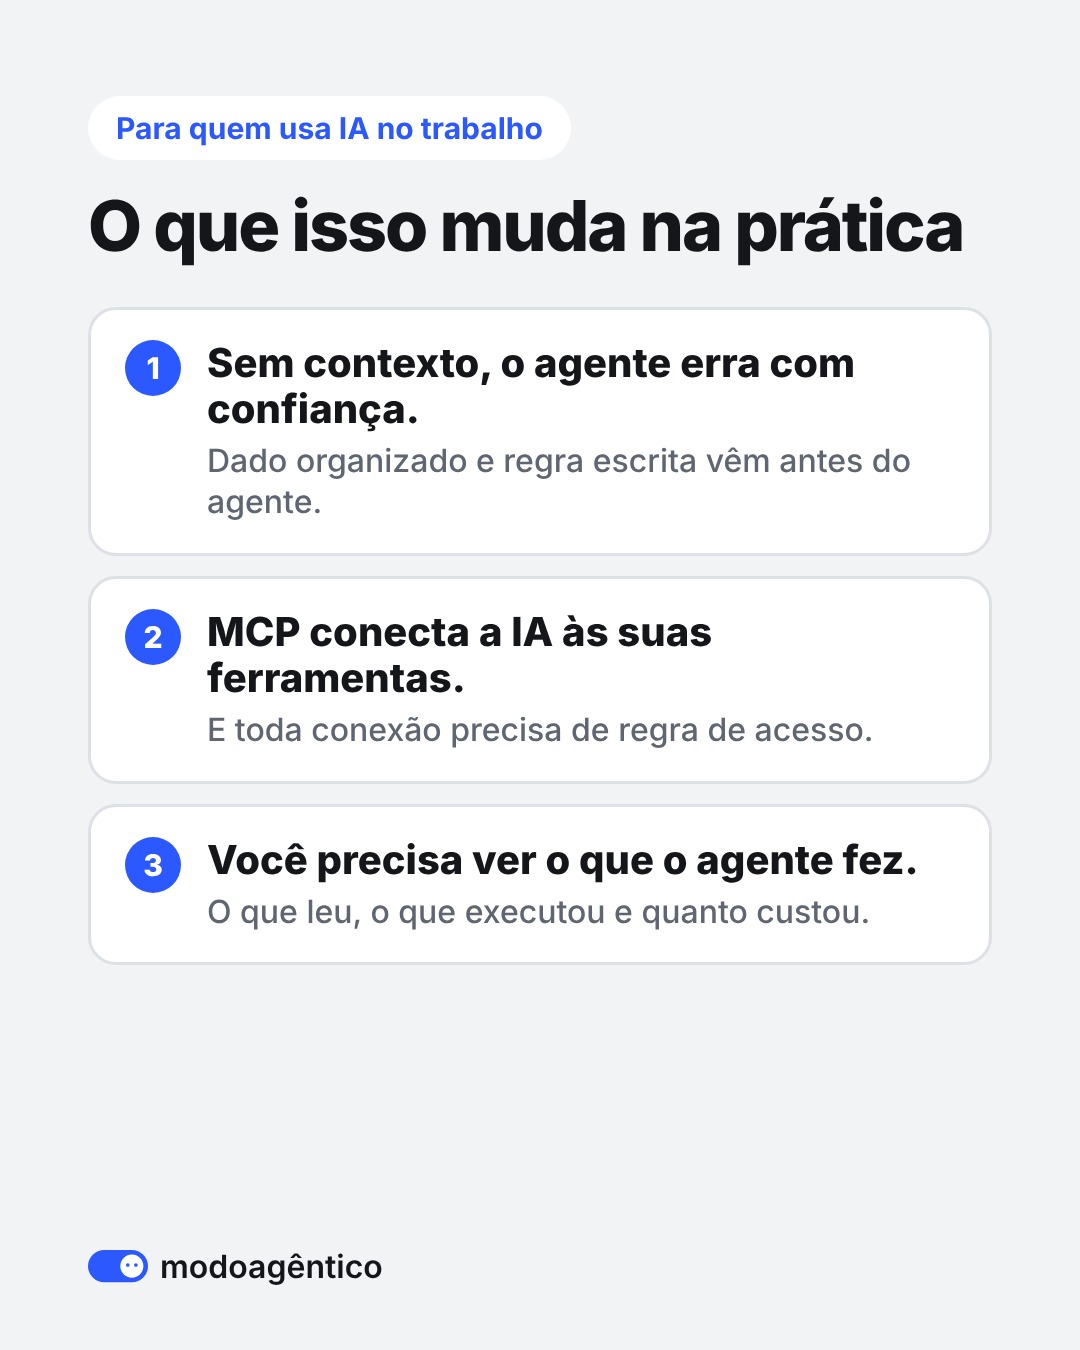 Para quem usa IA no trabalho
O que isso muda na prática
1
Sem contexto, o agente erra com
confiança.
Dado organizado e regra escrita vêm antes do
agente.
2
MCP conecta a IA às suas
ferramentas.
E toda conexão precisa de regra de acesso.
3
Você precisa ver o que o agente fez.
O que leu, o que executou e quanto custou.
modoagêntico